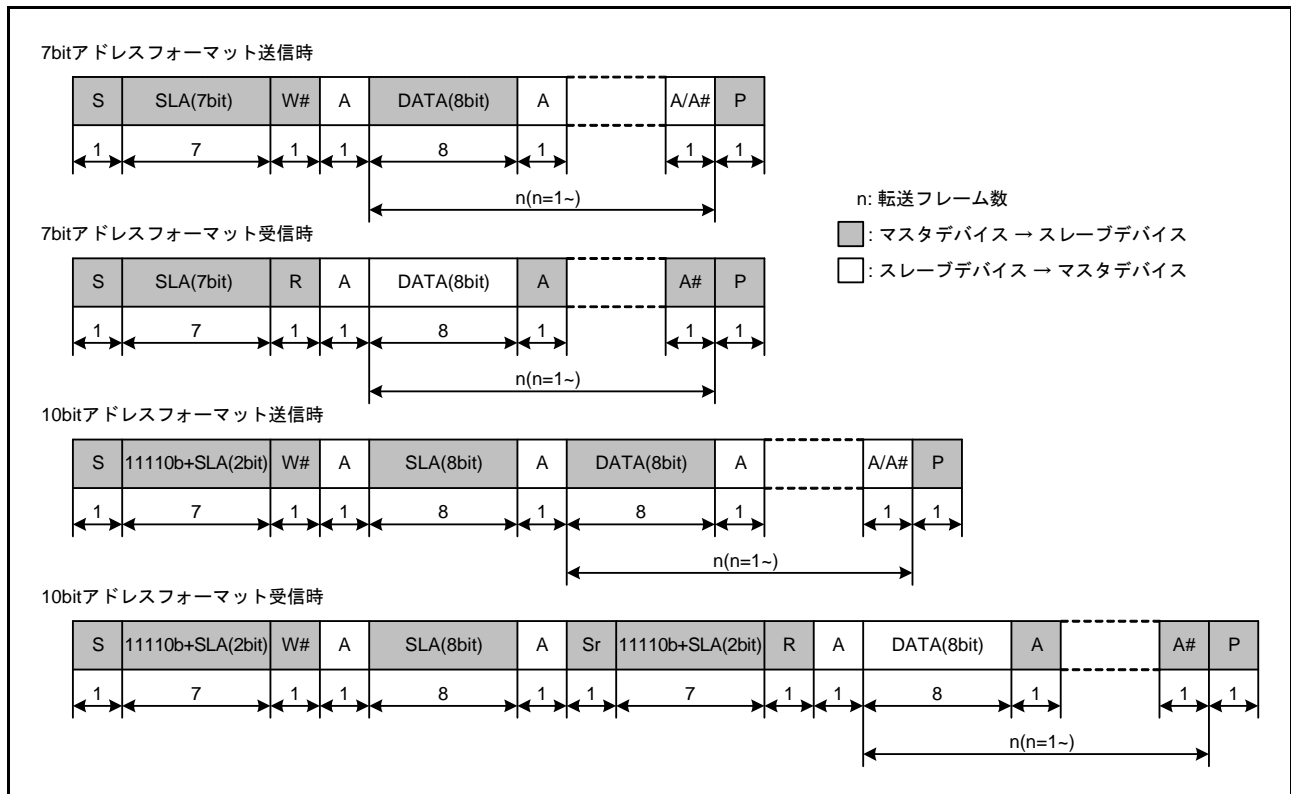 7bitアドレスフォーマット送信時
S SLA(7bit) W# A DATA(8bit) A A/A# P
1 7 1 1 8 1 1 1
n(n=1~)
n: 転送フレーム数
: マスタデバイス → スレーブデバイス
: スレーブデバイス → マスタデバイス
7bitアドレスフォーマット受信時
S SLA(7bit) R A DATA(8bit) A A# P
1 7 1 1 8 1 1 1
n(n=1~)
10bitアドレスフォーマット送信時
S 11110b+SLA(2bit) W# A SLA(8bit) A DATA(8bit) A A/A# P
1 7 1 1 8 1 8 1 1 1
n(n=1~)
10bitアドレスフォーマット受信時
S 11110b+SLA(2bit) W# A SLA(8bit) A Sr 11110b+SLA(2bit) R A DATA(8bit) A A# P
1 7 1 1 8 1 1 7 1 1 8 1 1 1
n(n=1~)